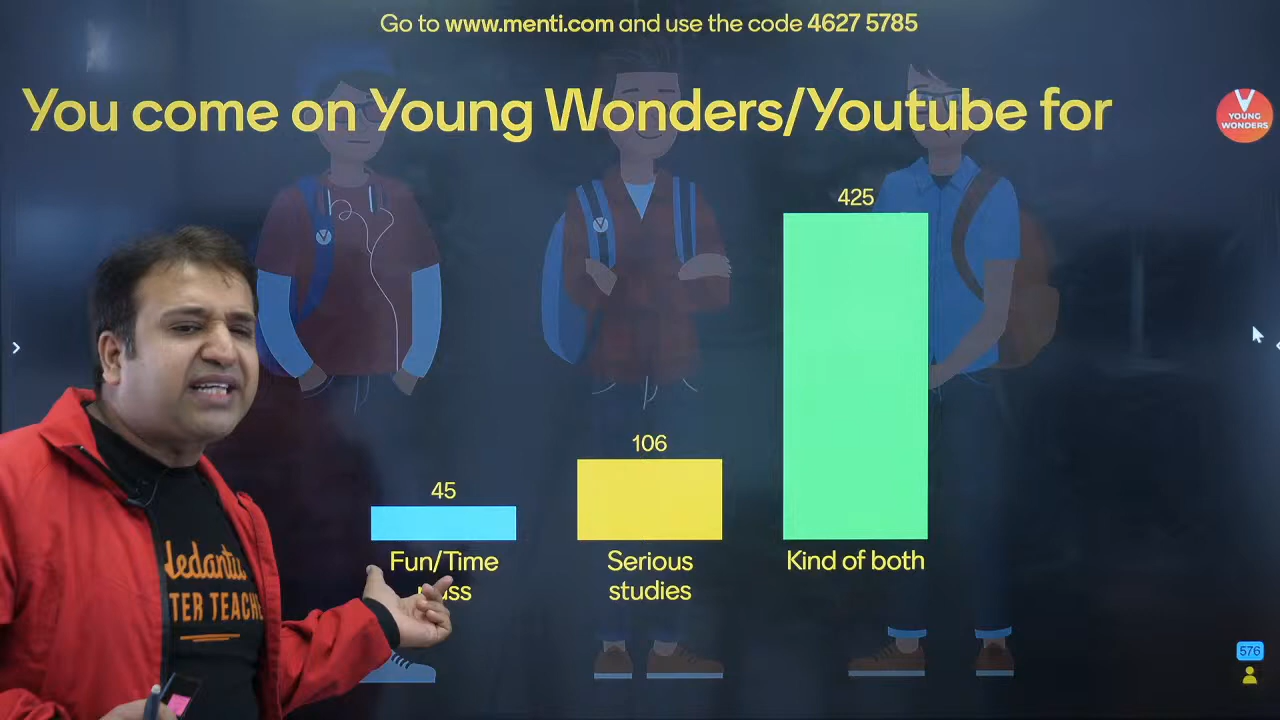 Go to www.menti.com and use the code 4627 5785
You come on Young Wonders/Youtube for
YOUNG
WONDERS
425
106
45
Fun/Time
Serious
studies
Kind of both
576